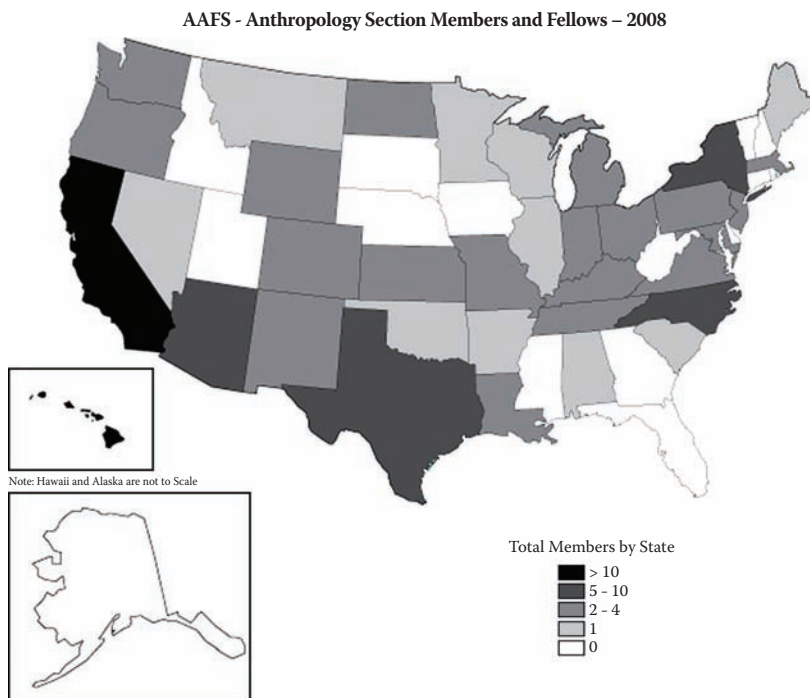 AAFS - Anthropology Section Members and Fellows – 2008
Note: Hawaii and Alaska are not to Scale
Total Members by State
> 10
5 - 10
2 - 4
1
0